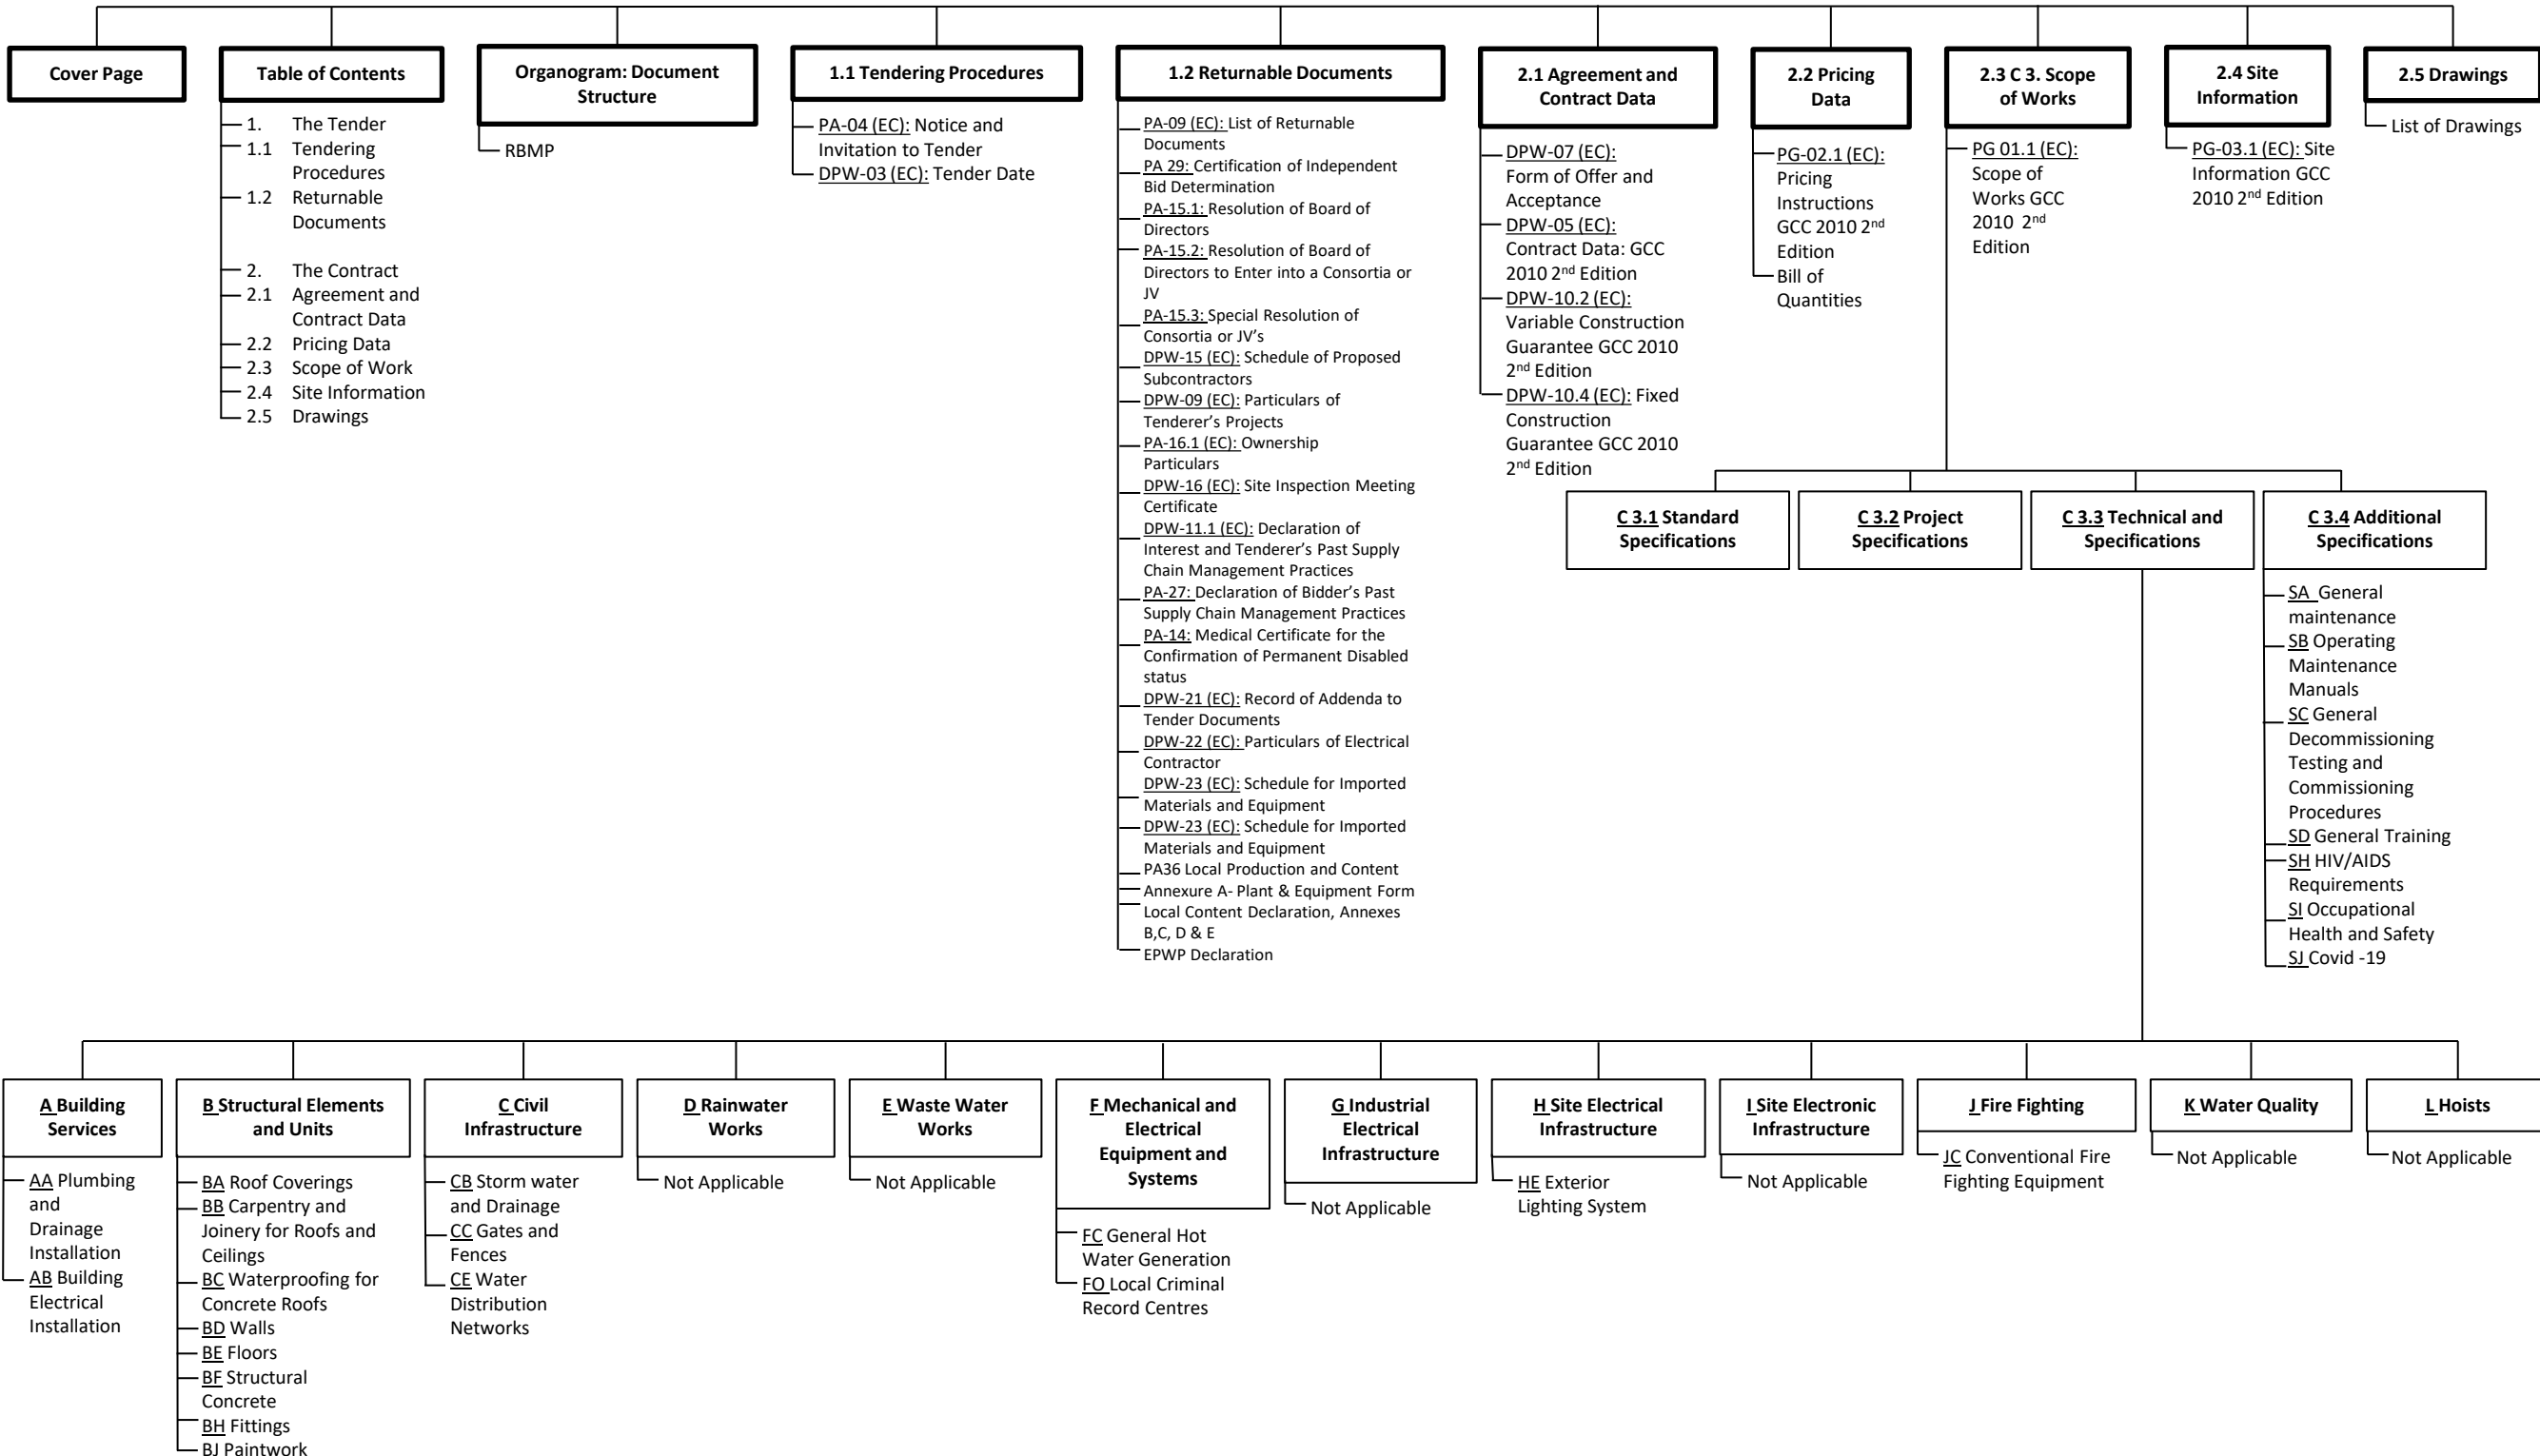 Cover Page
Table of Contents
1. The Tender
1.1 Tendering
Procedures
1.2 Returnable
Documents
2. The Contract
2.1 Agreement and
Contract Data
2.2 Pricing Data
2.3 Scope of Work
2.4 Site Information
2.5 Drawings
Organogram: Document
Structure
RBMP
1.1 Tendering Procedures
PA-04 (EC): Notice and
Invitation to Tender
DPW-03 (EC): Tender Date
1.2 Returnable Documents
PA-09 (EC): List of Returnable
Documents
PA 29: Certification of Independent
Bid Determination
PA-15.1: Resolution of Board of
Directors
PA-15.2: Resolution of Board of
Directors to Enter into a Consortia or
JV
PA-15.3: Special Resolution of
Consortia or JV’s
DPW-15 (EC): Schedule of Proposed
Subcontractors
DPW-09 (EC): Particulars of
Tenderer’s Projects
PA-16.1 (EC): Ownership
Particulars
DPW-16 (EC): Site Inspection Meeting
Certificate
DPW-11.1 (EC): Declaration of
Interest and Tenderer’s Past Supply
Chain Management Practices
PA-27: Declaration of Bidder’s Past
Supply Chain Management Practices
PA-14: Medical Certificate for the
Confirmation of Permanent Disabled
status
DPW-21 (EC): Record of Addenda to
Tender Documents
DPW-22 (EC): Particulars of Electrical
Contractor
DPW-23 (EC): Schedule for Imported
Materials and Equipment
DPW-23 (EC): Schedule for Imported
Materials and Equipment
PA36 Local Production and Content
Annexure A- Plant & Equipment Form
Local Content Declaration, Annexes
B,C, D & E
EPWP Declaration
2.1 Agreement and
Contract Data
DPW-07 (EC):
Form of Offer and
Acceptance
DPW-05 (EC):
Contract Data: GCC
2010 2nd Edition
DPW-10.2 (EC):
Variable Construction
Guarantee GCC 2010
2nd Edition
DPW-10.4 (EC): Fixed
Construction
Guarantee GCC 2010
2nd Edition
2.2 Pricing
Data
PG-02.1 (EC):
Pricing
Instructions
GCC 2010 2nd
Edition
Bill of
Quantities
2.3 C 3. Scope
of Works
PG 01.1 (EC):
Scope of
Works GCC
2010 2nd
Edition
2.4 Site
Information
PG-03.1 (EC): Site
Information GCC
2010 2nd Edition
2.5 Drawings
List of Drawings
C 3.1 Standard
Specifications
C 3.2 Project
Specifications
C 3.3 Technical and
Specifications
C 3.4 Additional
Specifications
SA General
maintenance
SB Operating
Maintenance
Manuals
SC General
Decommissioning
Testing and
Commissioning
Procedures
SD General Training
SH HIV/AIDS
Requirements
SI Occupational
Health and Safety
SJ Covid -19
A Building
Services
AA Plumbing
and
Drainage
Installation
AB Building
Electrical
Installation
B Structural Elements
and Units
BA Roof Coverings
BB Carpentry and
Joinery for Roofs and
Ceilings
BC Waterproofing for
Concrete Roofs
BD Walls
BE Floors
BF Structural
Concrete
BH Fittings
BJ Paintwork
C Civil
Infrastructure
CB Storm water
and Drainage
CC Gates and
Fences
CE Water
Distribution
Networks
D Rainwater
Works
Not Applicable
E Waste Water
Works
Not Applicable
F Mechanical and
Electrical
Equipment and
Systems
FC General Hot
Water Generation
FO Local Criminal
Record Centres
G Industrial
Electrical
Infrastructure
Not Applicable
H Site Electrical
Infrastructure
HE Exterior
Lighting System
I Site Electronic
Infrastructure
Not Applicable
J Fire Fighting
JC Conventional Fire
Fighting Equipment
K Water Quality
Not Applicable
L Hoists
Not Applicable